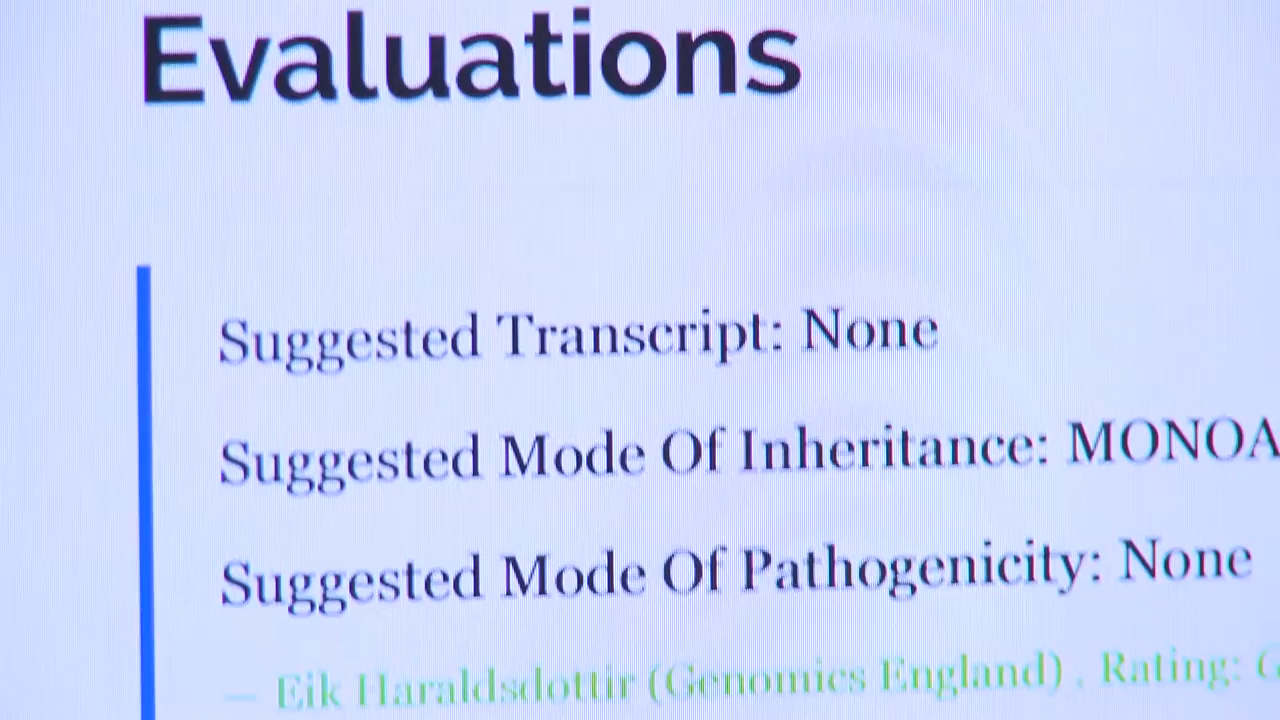 Evaluations
Suggested Transcript: None
Suggested Mode Of Inheritance: MONOA
Suggested Mode Of Pathogenicity: None
— Eik Haraldsdottir (Genomics England) , Rating: G